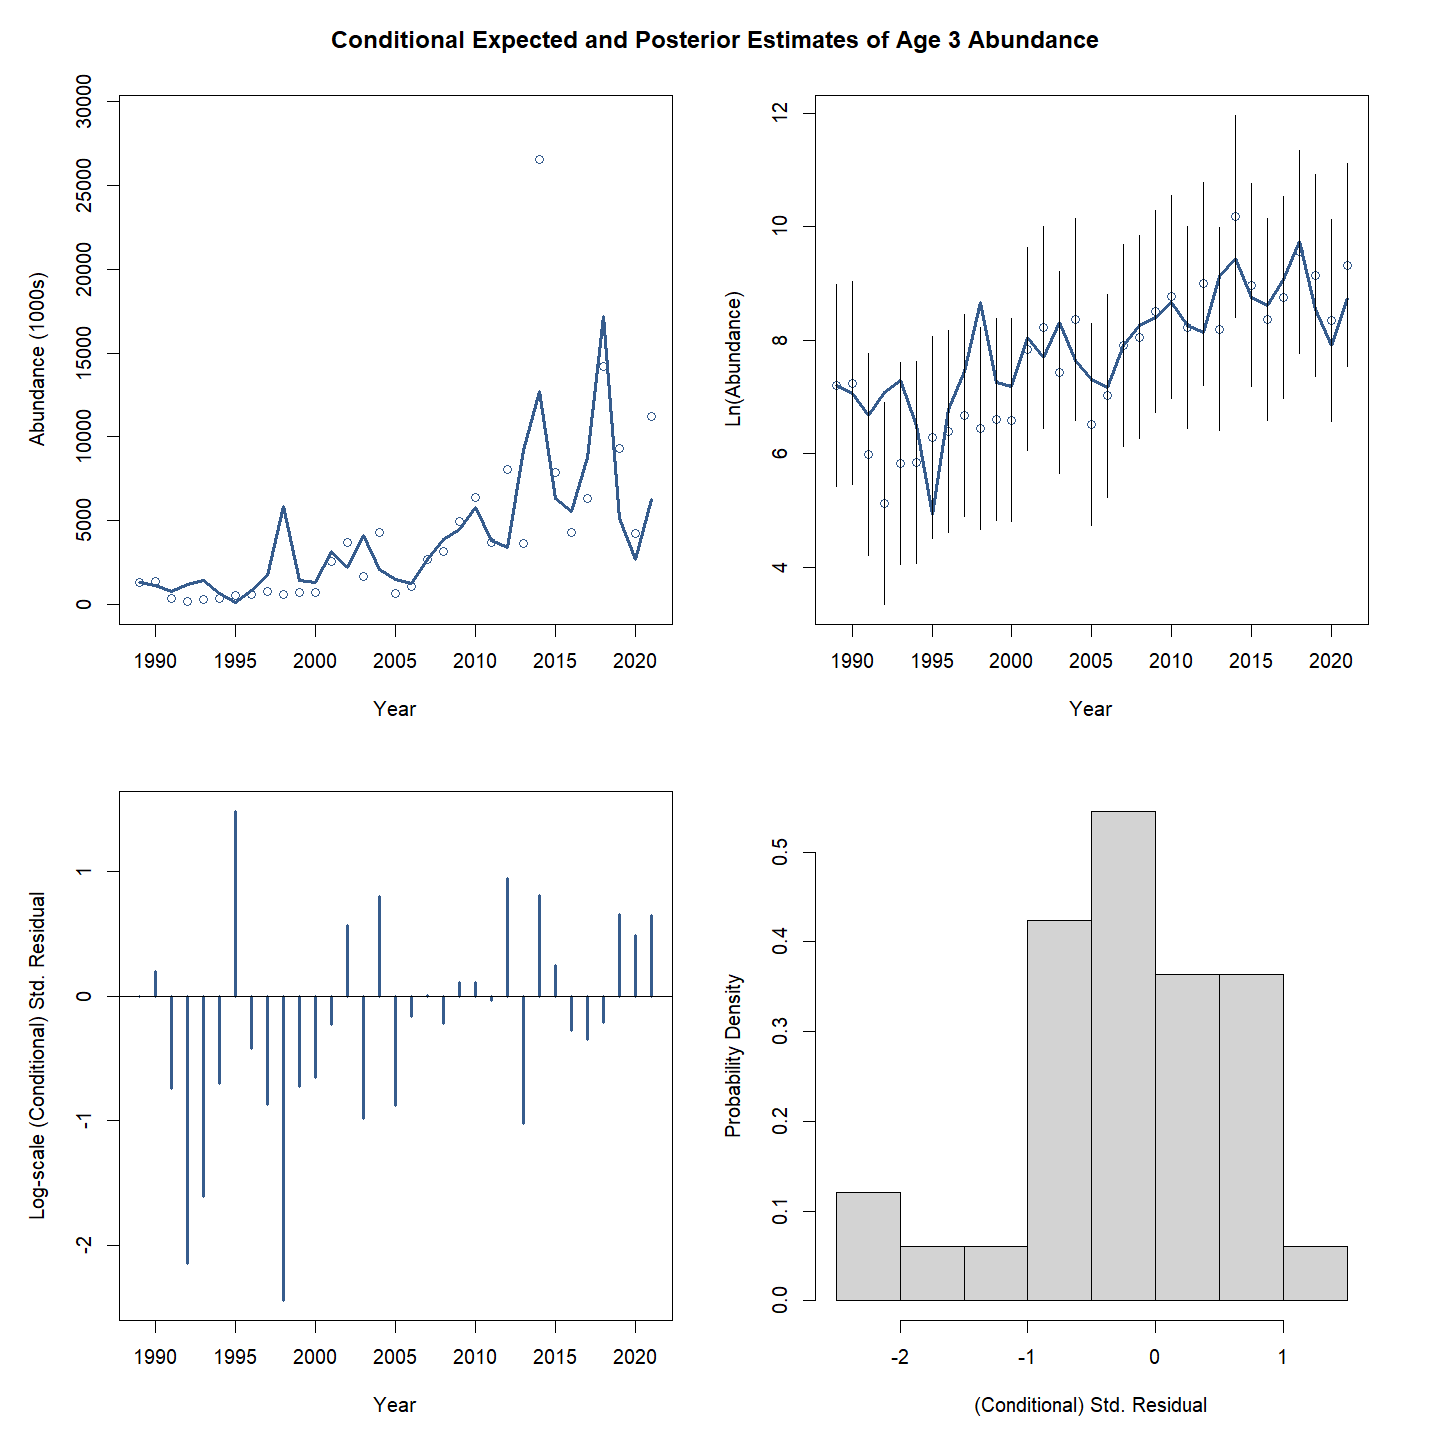 Conditional Expected and Posterior Estimates of Age 3 Abundance
Abundance (1000s)
30000
25000
20000
15000
10000
5000
0
1990 1995 2000 2005 2010 2015 2020
Year
Ln(Abundance)
12
10
8
6
4
1990 1995 2000 2005 2010 2015 2020
Year
Log-scale (Conditional) Std. Residual
1
0
-1
-2
1990 1995 2000 2005 2010 2015 2020
Year
Probability Density
0.5
0.4
0.3
0.2
0.1
0.0
-2 -1 0 1
(Conditional) Std. Residual